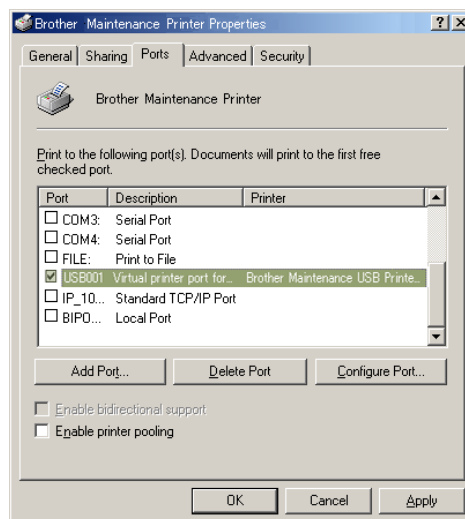 Brother Maintenance Printer Properties
General Sharing Ports Advanced Security
Brother Maintenance Printer
Print to the following port(s). Documents will print to the first free
checked port.
Port Description Printer
COM3: Serial Port
COM4: Serial Port
FILE: Print to File
USB001 Virtual printer port for... Brother Maintenance USB Printe...
IP_10... Standard TCP/IP Port
BIPO... Local Port
Add Port... Delete Port Configure Port...
Enable bidirectional support
Enable printer pooling
OK Cancel Apply